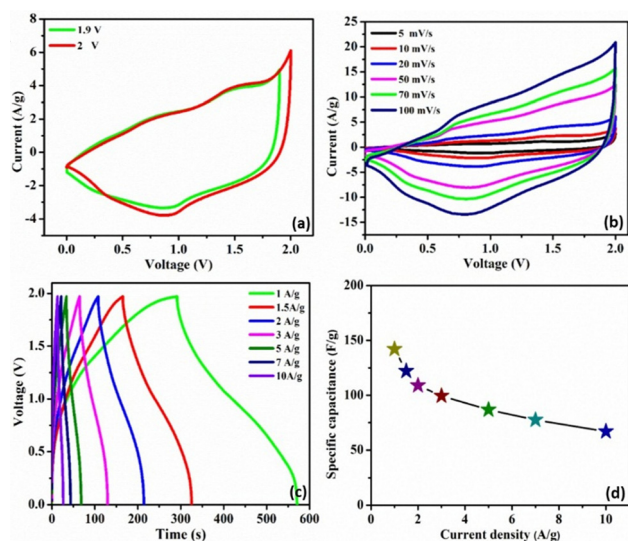 (a)
1.9 V
2 V
Current (A/g)
8
6
4
2
0
-2
-4
0.0 0.5 1.0 1.5 2.0
Voltage (V)
(b)
5 mV/s
10 mV/s
20 mV/s
50 mV/s
70 mV/s
100 mV/s
Current (A/g)
25
20
15
10
5
0
-5
-10
-15
0.0 0.5 1.0 1.5 2.0
Voltage (V)
(c)
1 A/g
1.5A/g
2 A/g
3 A/g
5 A/g
7 A/g
10A/g
Voltage (V)
2.0
1.5
1.0
0.5
0.0
0 100 200 300 400 500 600
Time (s)
(d)
Specific capacitance (F/g)
200
150
100
50
0
0 2 4 6 8 10
Current density (A/g)